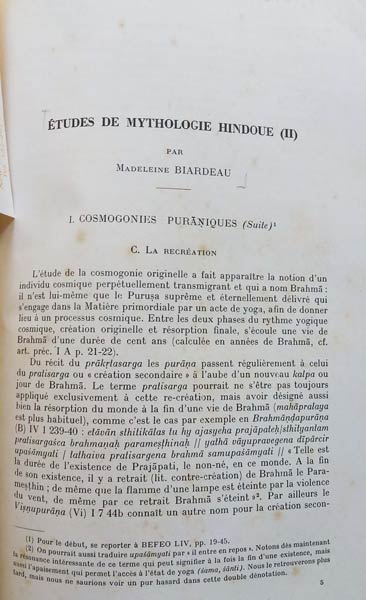 ÉTUDES DE MYTHOLOGIE HINDOUE (II)
PAR
MADELEINE BIARDEAU
I. COSMOGONIES PURĀṆIQUES (Suite)¹
C. LA RECRÉATION
L'étude de la cosmogonie originelle a fait apparaître la notion d'un
individu cosmique perpétuellement transmigrant et qui a nom Brahmā :
il n'est lui-même que le Puruṣa suprême et éternellement délivré qui
s'engage dans la Matière primordiale par un acte de yoga, afin de donner
lieu à un processus cosmique. Entre les deux phases du rythme yogique
cosmique, création originelle et résorption finale, s'écoule une vie de
Brahmā d'une durée de cent ans (calculée en années de Brahmā, cf.
art. préc. I A p. 21-22).
Du récit du prākṛtasarga les purāṇa passent régulièrement à celui
du pratisarga ou « création secondaire » à l'aube d'un nouveau kalpa ou
jour de Brahmā. Le terme pratisarga pourrait ne s'être pas toujours
appliqué exclusivement à cette re-création, mais avoir désigné aussi
bien la résorption du monde à la fin d'une vie de Brahmā (mahāpralaya
est plus habituel), comme c'est le cas par exemple en Brahmāṇḍapurāṇa
(B) IV I 239-40 : etāvān sthitikālas tu hy ajasyeha prajāpateḥ/sthityantam
pratisargaśca brahmaṇaḥ parameṣṭhinaḥ || yathā vāyupravegena dīpārcir
upaśāmyati | tathaiva pratisargeṇa brahmā samupaśāmyati || « Telle est
la durée de l'existence de Prajāpati, le non-né, en ce monde. A la fin
de son existence, il y a retrait (lit. contre-création) de Brahmā le Para-
meṣṭhin ; de même que la flamme d'une lampe est éteinte par la violence
du vent, de même par ce retrait Brahmā s'éteint »². Par ailleurs le
Viṣṇupurāṇa (Vi) I 7 44b connaît un autre nom pour la création secon-
(1) Pour le début, se reporter à BEFEO LIV, pp. 19-45.
(2) On pourrait aussi traduire upaśāmyati par « il entre en repos ». Notons dès maintenant
la résonance intéressante de ce terme qui peut signifier à la fois la fin d'une existence, mais
aussi l'apaisement qui permet l'accès à l'état de yoga (śama, śānti). Nous le retrouverons plus
tard, mais nous ne saurions voir un pur hasard dans cette double dénotation.
5